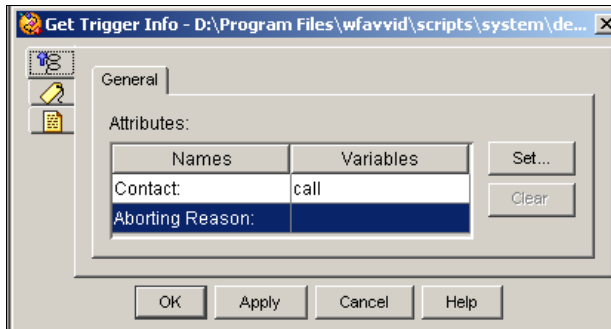 Get Trigger Info - D:\Program Files\wfavvid\scripts\system\de...
General
Attributes:
Names Variables
Set...
Contact: call
Clear
Aborting Reason:
OK Apply Cancel Help